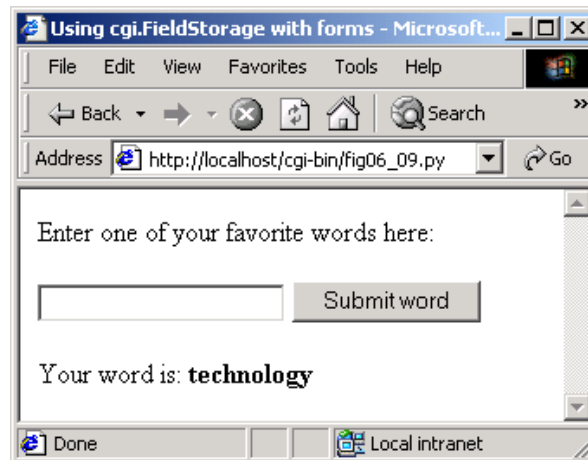 Using cgi.FieldStorage with forms - Microsoft...
File Edit View Favorites Tools Help
Back Search »
Address http://localhost/cgi-bin/fig06_09.py Go
Enter one of your favorite words here:
Submit word
Your word is: technology
Done Local intranet